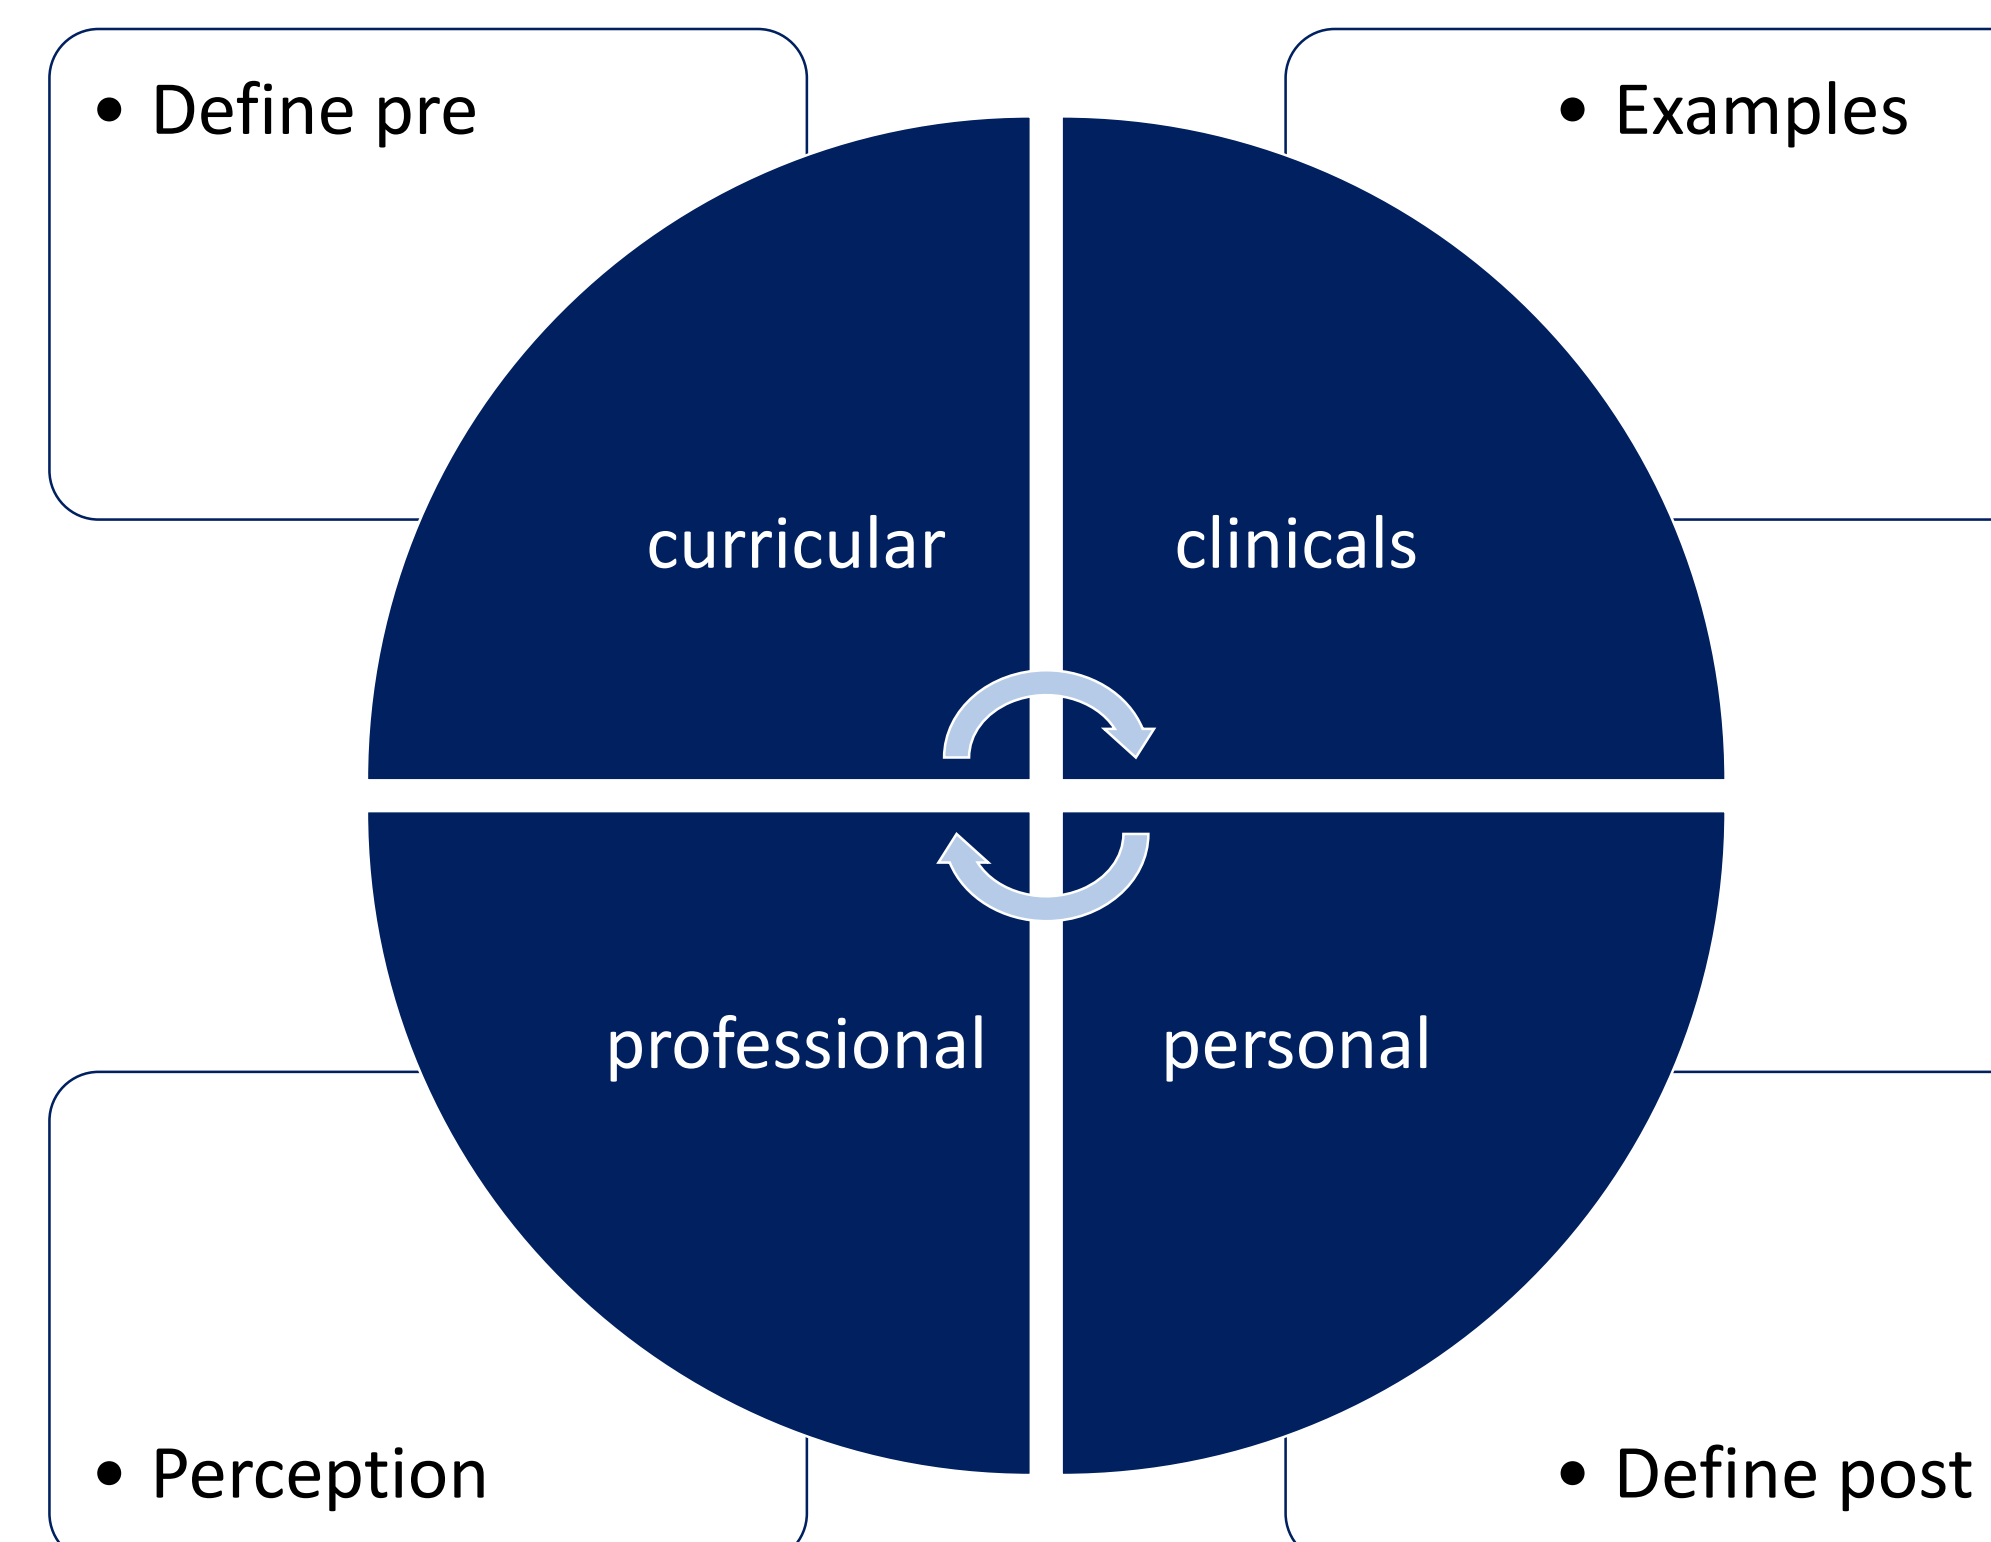 • Define pre
• Examples
curricular
clinicals
professional
personal
• Perception
• Define post